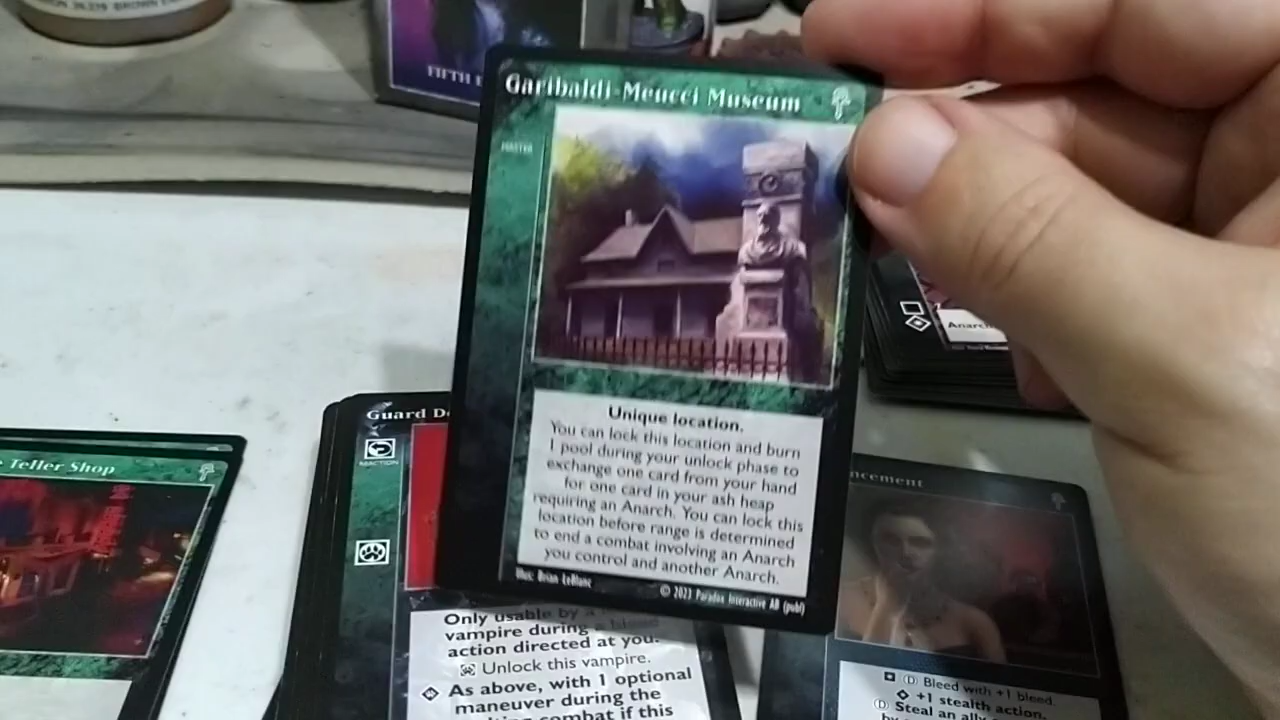 BROWN
FIFTH
Garibaldi-Meucci Museum
MASTER
Unique location.
You can lock this location and burn
1 pool during your unlock phase to
exchange one card from your hand
for one card in your ash heap
requiring an Anarch. You can lock this
location before range is determined
to end a combat involving an Anarch
you control and another Anarch.
Illus: Brian LeBlanc
© 2023 Paradox Interactive AB (publ)
Teller Shop
Guard
REACTION
Only usable by a
vampire during a
action directed at you.
Unlock this vampire.
As above, with 1 optional
maneuver during the
combat if this
Anarch
ncement
D Bleed with +1 bleed.
+1 stealth action.
D Steal an ally